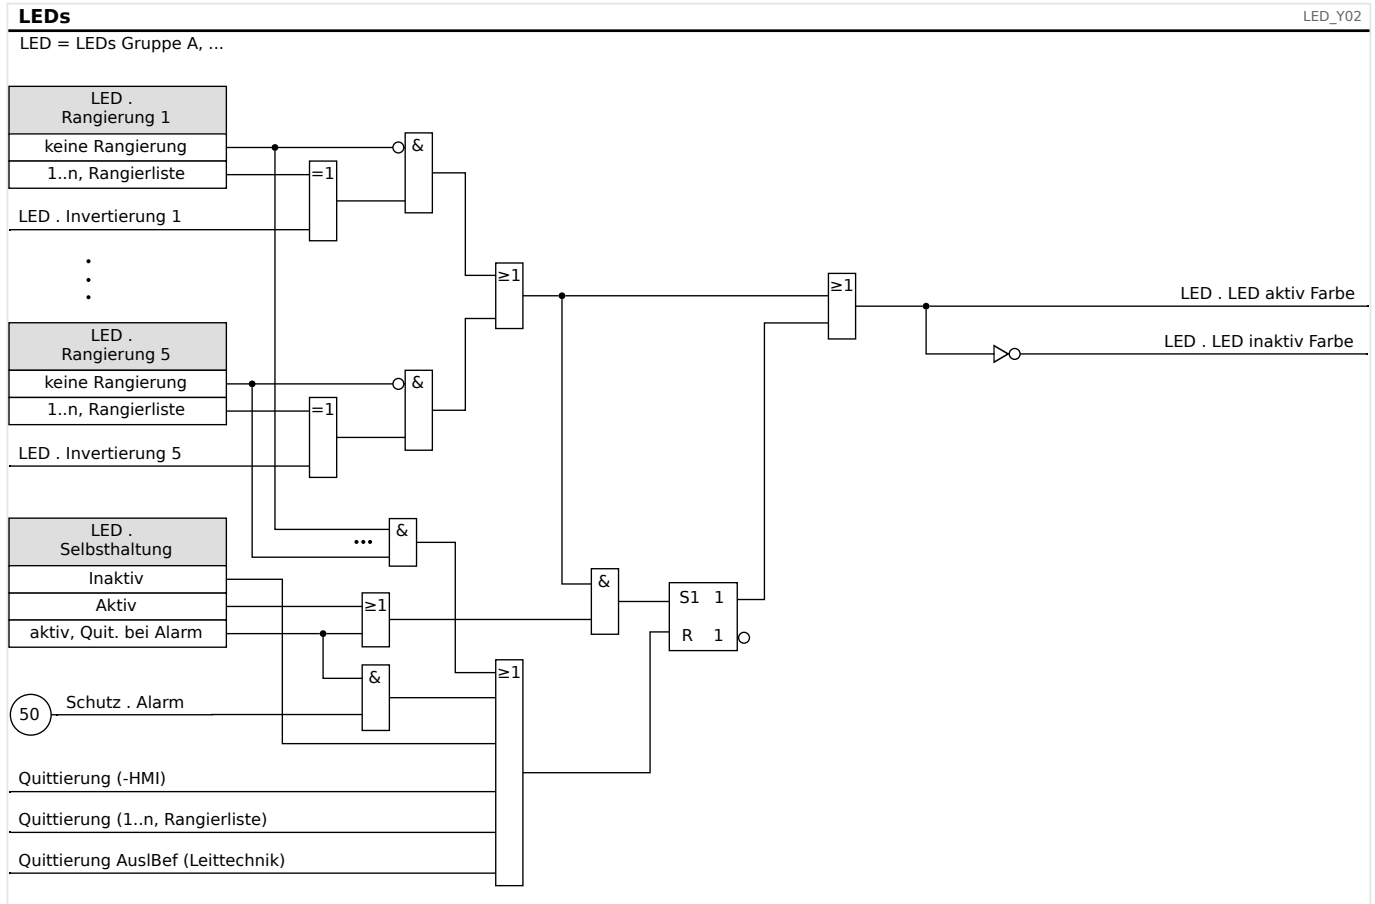 LEDs
LED_Y02
LED = LEDs Gruppe A, ...
LED .
Rangierung 1
keine Rangierung
&
1..n, Rangierliste
=1
LED . Invertierung 1
≥1
≥1
LED . LED aktiv Farbe
LED .
Rangierung 5
LED . LED inaktiv Farbe
keine Rangierung
&
1..n, Rangierliste
=1
LED . Invertierung 5
LED .
Selbsthaltung
&
...
Inaktiv
&
Aktiv
≥1
S1 1
aktiv, Quit. bei Alarm
R 1
&
≥1
50
Schutz . Alarm
Quittierung (-HMI)
Quittierung (1..n, Rangierliste)
Quittierung AuslBef (Leittechnik)